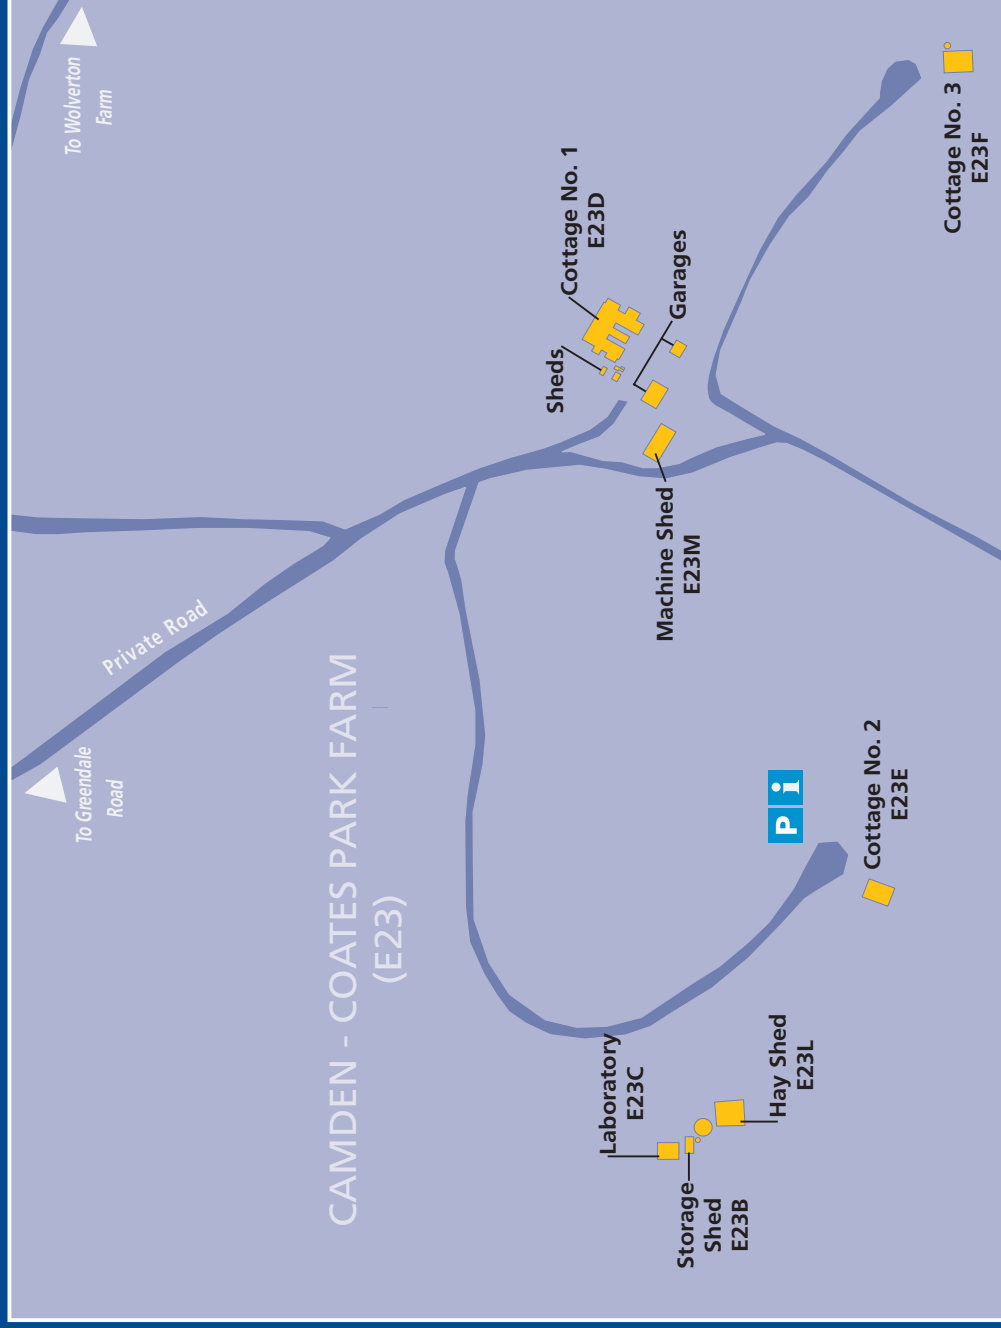 To Wolverton
Farm
Cottage No. 3
E23F
Cottage No. 1
E23D
Garages
Sheds
Machine Shed
E23M
Private Road
To Greendale
Road
CAMDEN - COATES PARK FARM
(E23)
P i
Cottage No. 2
E23E
Laboratory
E23C
Hay Shed
E23L
Storage
Shed
E23B